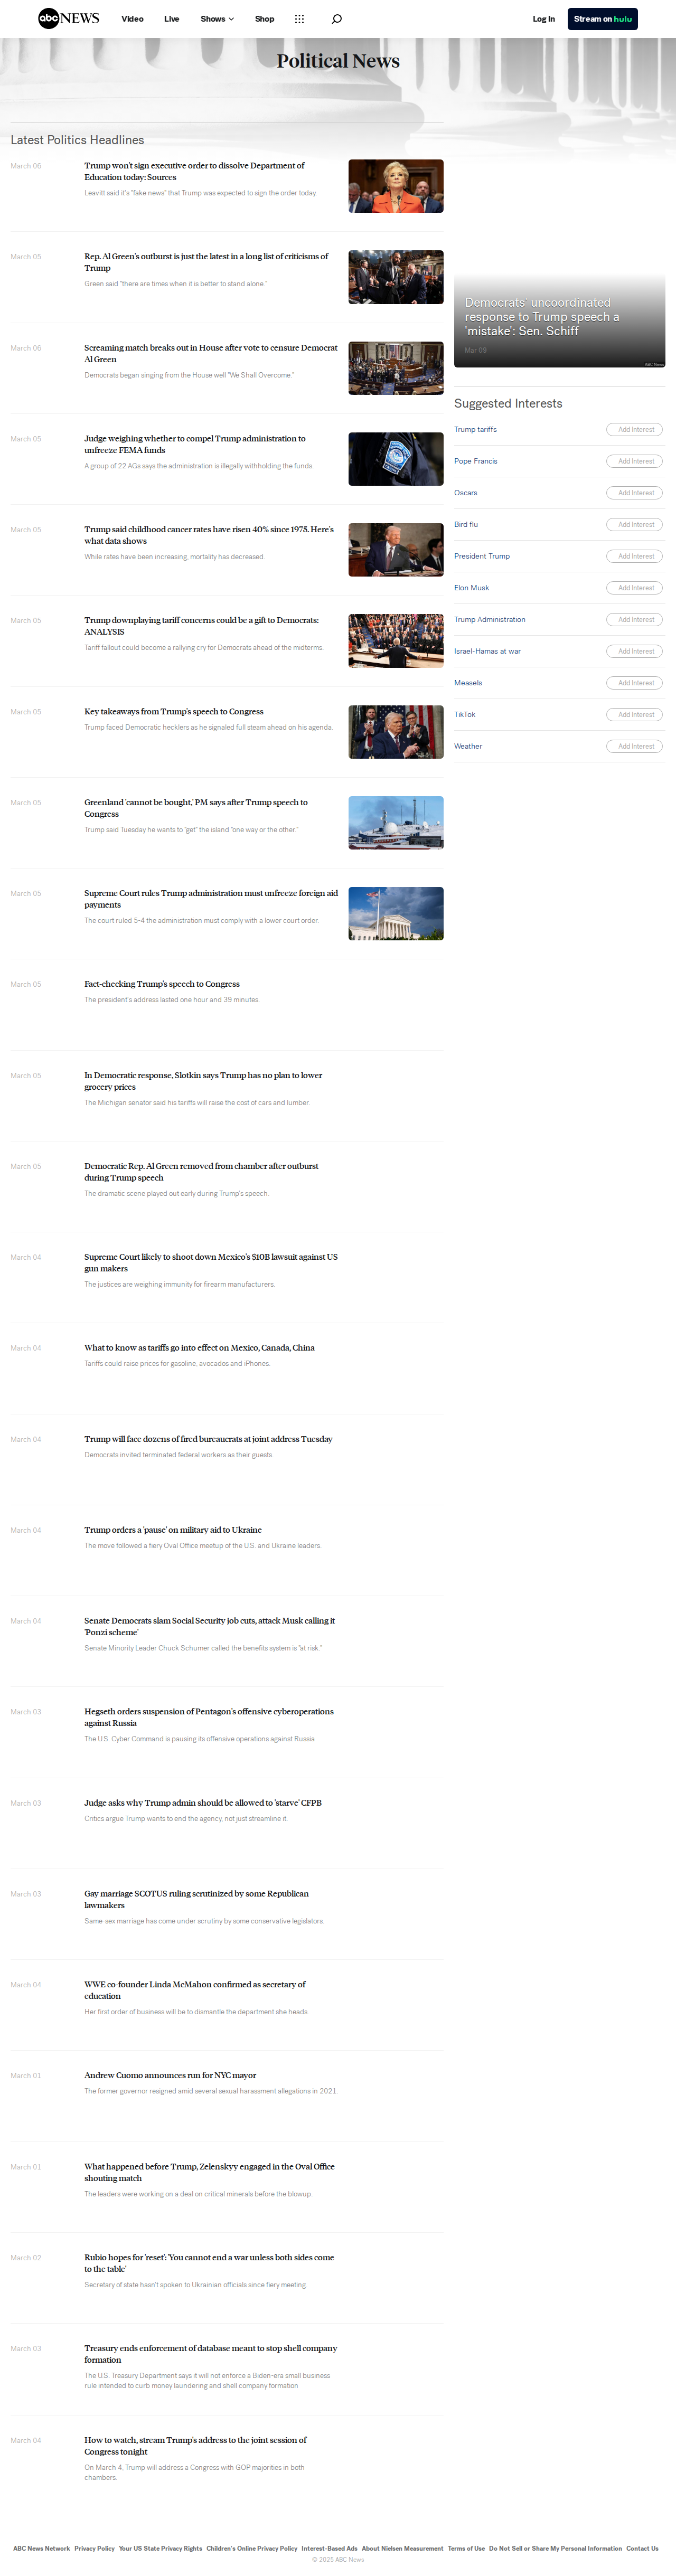 abc NEWS Video Live Shows Shop Log In Stream on hulu
Political News
Latest Politics Headlines
March 06
Trump won't sign executive order to dissolve Department of
Education today: Sources
Leavitt said it's "fake news" that Trump was expected to sign the order today.
March 05
Rep. Al Green's outburst is just the latest in a long list of criticisms of
Trump
Green said "there are times when it is better to stand alone."
March 06
Screaming match breaks out in House after vote to censure Democrat
Al Green
Democrats began singing from the House well "We Shall Overcome."
March 05
Judge weighing whether to compel Trump administration to
unfreeze FEMA funds
A group of 22 AGs says the administration is illegally withholding the funds.
March 05
Trump said childhood cancer rates have risen 40% since 1975. Here's
what data shows
While rates have been increasing, mortality has decreased.
March 05
Trump downplaying tariff concerns could be a gift to Democrats:
ANALYSIS
Tariff fallout could become a rallying cry for Democrats ahead of the midterms.
March 05
Key takeaways from Trump's speech to Congress
Trump faced Democratic hecklers as he signaled full steam ahead on his agenda.
March 05
Greenland 'cannot be bought,' PM says after Trump speech to
Congress
Trump said Tuesday he wants to "get" the island "one way or the other."
March 05
Supreme Court rules Trump administration must unfreeze foreign aid
payments
The court ruled 5-4 the administration must comply with a lower court order.
March 05
Fact-checking Trump's speech to Congress
The president's address lasted one hour and 39 minutes.
March 05
In Democratic response, Slotkin says Trump has no plan to lower
grocery prices
The Michigan senator said his tariffs will raise the cost of cars and lumber.
March 05
Democratic Rep. Al Green removed from chamber after outburst
during Trump speech
The dramatic scene played out early during Trump's speech.
March 04
Supreme Court likely to shoot down Mexico's $10B lawsuit against US
gun makers
The justices are weighing immunity for firearm manufacturers.
March 04
What to know as tariffs go into effect on Mexico, Canada, China
Tariffs could raise prices for gasoline, avocados and iPhones.
March 04
Trump will face dozens of fired bureaucrats at joint address Tuesday
Democrats invited terminated federal workers as their guests.
March 04
Trump orders a 'pause' on military aid to Ukraine
The move followed a fiery Oval Office meetup of the U.S. and Ukraine leaders.
March 04
Senate Democrats slam Social Security job cuts, attack Musk calling it
'Ponzi scheme'
Senate Minority Leader Chuck Schumer called the benefits system is "at risk."
March 03
Hegseth orders suspension of Pentagon's offensive cyberoperations
against Russia
The U.S. Cyber Command is pausing its offensive operations against Russia
March 03
Judge asks why Trump admin should be allowed to 'starve' CFPB
Critics argue Trump wants to end the agency, not just streamline it.
March 03
Gay marriage SCOTUS ruling scrutinized by some Republican
lawmakers
Same-sex marriage has come under scrutiny by some conservative legislators.
March 04
WWE co-founder Linda McMahon confirmed as secretary of
education
Her first order of business will be to dismantle the department she heads.
March 01
Andrew Cuomo announces run for NYC mayor
The former governor resigned amid several sexual harassment allegations in 2021.
March 01
What happened before Trump, Zelenskyy engaged in the Oval Office
shouting match
The leaders were working on a deal on critical minerals before the blowup.
March 02
Rubio hopes for 'reset': 'You cannot end a war unless both sides come
to the table'
Secretary of state hasn't spoken to Ukrainian officials since fiery meeting.
March 03
Treasury ends enforcement of database meant to stop shell company
formation
The U.S. Treasury Department says it will not enforce a Biden-era small business
rule intended to curb money laundering and shell company formation
March 04
How to watch, stream Trump's address to the joint session of
Congress tonight
On March 4, Trump will address a Congress with GOP majorities in both
chambers.
Democrats' uncoordinated
response to Trump speech a
'mistake': Sen. Schiff
Mar 09
ABC News
Suggested Interests
Trump tariffs Add Interest
Pope Francis Add Interest
Oscars Add Interest
Bird flu Add Interest
President Trump Add Interest
Elon Musk Add Interest
Trump Administration Add Interest
Israel-Hamas at war Add Interest
Measels Add Interest
TikTok Add Interest
Weather Add Interest
ABC News Network Privacy Policy Your US State Privacy Rights Children's Online Privacy Policy Interest-Based Ads About Nielsen Measurement Terms of Use Do Not Sell or Share My Personal Information Contact Us
© 2025 ABC News